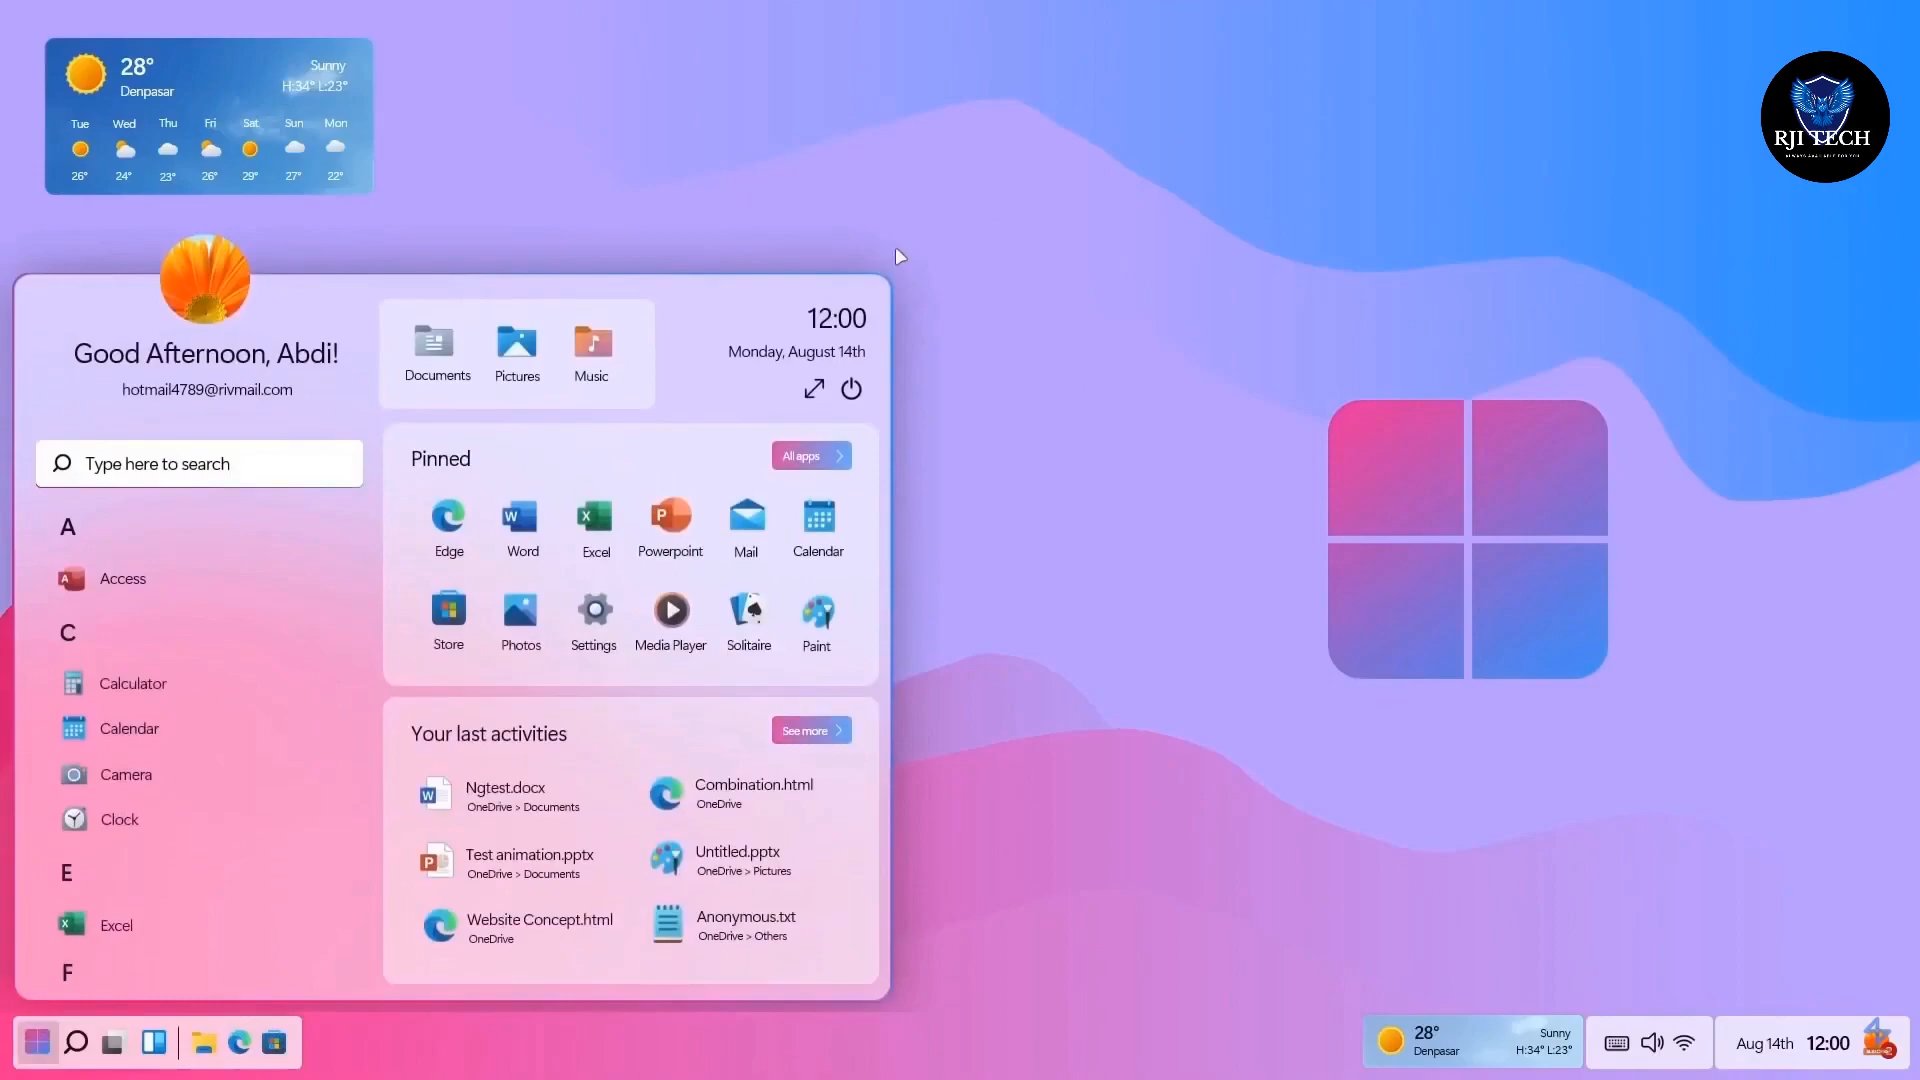 28°
Denpasar
Sunny
H:34° L:23°
Tue Wed Thu Fri Sat Sun Mon
26° 24° 23° 26° 29° 27° 22°
RJI TECH
ALWAYS AVAILABLE FOR YOU
Good Afternoon, Abdi!
hotmail4789@rivmail.com
Type here to search
A
Access
C
Calculator
Calendar
Camera
Clock
E
Excel
F
Documents Pictures Music
12:00
Monday, August 14th
Pinned
All apps
Edge Word Excel Powerpoint Mail Calendar
Store Photos Settings Media Player Solitaire Paint
Your last activities
See more
Ngtest.docx
OneDrive > Documents
Combination.html
OneDrive
Test animation.pptx
OneDrive > Documents
Untitled.pptx
OneDrive > Pictures
Website Concept.html
OneDrive
Anonymous.txt
OneDrive > Others
28°
Denpasar
Sunny
H:34° L:23°
Aug 14th 12:00